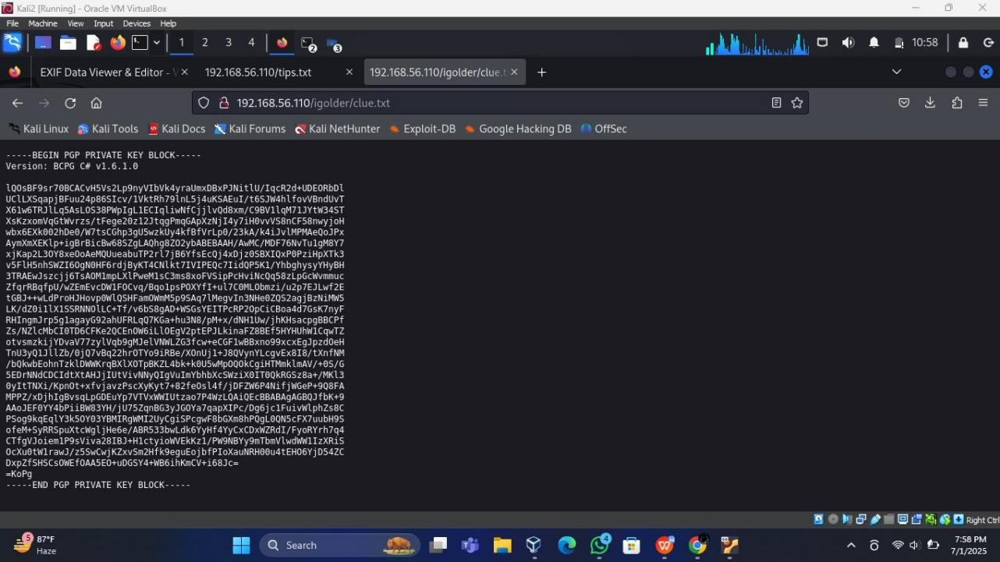 Kali2 [Running] - Oracle VM VirtualBox
File Machine View Input Devices Help
1 2 3 4 2 3 10:58
EXIF Data Viewer & Editor - V 192.168.56.110/tips.txt 192.168.56.110/igolder/clue.t
192.168.56.110/igolder/clue.txt
Kali Linux Kali Tools Kali Docs Kali Forums Kali NetHunter Exploit-DB Google Hacking DB OffSec
-----BEGIN PGP PRIVATE KEY BLOCK-----
Version: BCPG C# v1.6.1.0
lQOsBF9sr70BCACvH5Vs2Lp9nyVIbVk4yraUmxDBxPJNitlU/IqcR2d+UDEORbDl
UClLXSqapjBFuu24p86SIcv/1VktRh79lnL5j4uKSAEuI/t6SJW4hlfovVBndUvT
X61w6TRJlLq5AsLOS38PWpIgL1ECIqliwNfCjjlvQd8xm/C9BV1lqM71JYtW34ST
XsKzxomVqGtWvrzs/tFege20z12JtqgPmqGApXzNjI4y7iH0vvVS8nCF58nwyjoH
wbx6EXk002hDe0/W7tsCGhp3gU5wzkUy4kfBfVrLp0/23kA/k4iJvlMPMAeQoJPx
AymXmXEKlp+igBrBicBw68SZgLAQhg8ZO2ybABEBAAH/AwMC/MDF76NvTu1gM8Y7
xjKap2L3OY8xeOoAeMQUueabuTP2rl7jB6YfsEcQj4xDjz0SBXIQxP0PziHpXTk3
v5FlH5nhSWZI6OgN0HF6rdjByKT4CNlkt7IVIPEQc7IidQP5K1/YhbghysyYHyBH
3TRAEwJszcjj6TsAOM1mpLXlPweM1sC3ms8xoFVSipPcHviNcQq58zLpGcWvmmuc
ZfqrRBqfpU/wZEmEvcDW1FOCvq/Bqo1psPOXYfI+ul7C0MLObmzi/u2p7EJLwf2E
tGBJ++wLdProHJHovp0WlQSHFamOWmM5p9SAq7lMegvIn3NHe0ZQS2agjBzNiMW5
LK/dZ0i1lX1SSRNNOlLC+Tf/v6bS8gAD+WSGsYEITPcRP2OpCiCBoa4d7GsK7nyF
RHIngmJrp5g1agayG92ahUFRLqQ7KGa+hu3N8/pM+x/dNH1Uw/jhKHsacpgBBCPf
Zs/NZlcMbCI0TD6CFKe2QCEnOW6iLlOEgV2ptEPJLkinaFZ8BEf5HYHUhW1CqwTZ
otvsmzkijYDvaV77zylVqb9gMJelVNWLZG3fcw+eCGF1wBBxno99xcxEgJpzdOeH
TnU3yQ1JllZb/0jQ7vBq22hrOTYo9iRBe/XOnUj1+J8QVynYLcgvEx8I8/tXnfNM
/bQkwbEohnTzklDWWKrqBXlXOTpBKZL4bk+k0U5wMpOQOkCgiHTMmklmAV/+0S/G
5EDrNNdCDCIdtXtAHJjIUtVivNNyQIgVuImYbhbXcSWziX0IT0QkRGSz8a+/MKl3
0yItTNXi/KpnOt+xfvjavzPscXyKyt7+82feOsl4f/jDFZW6P4NifjWGeP+9Q8FA
MPPZ/xDjhIgBvsqLpGDEuYp7VTVxWWIUtzao7P4WzLQAiQEcBBABAgAGBQJfbK+9
AAoJEF0YY4bPiiBW83YH/jU75ZqnBG3yJGOYa7qapXIPc/Dg6jc1FuivWlphZs8C
PSog9kqEqlY3k5OY03YBMIRgWMI2UyCgiSPcgwF8bGXm8hPQgL0QN5cFX7uubH9S
ofeM+SyRRSpuXtcWgljHe6e/ABR533bwLdk6YyHf4YyCxCDxWZRdI/FyoRYrh7q4
CTfgVJoiem1P9sViva28IBJ+H1ctyioWVEkKz1/PW9NBYy9mTbmVlwdWW1IzXRiS
OcXu0tW1rawJ/z5SwCwjKZxvSm2Hfk9eguEojbfPIoXauNRH00u4tEHO6YjD54ZC
DxpZfSHSCsOWEfOAA5EO+uDGSY4+WB6ihKmCV+i68Jc=
=KoPg
-----END PGP PRIVATE KEY BLOCK-----
Right Ctrl
5 87°F
Haze
Search
4
7:58 PM
7/1/2025